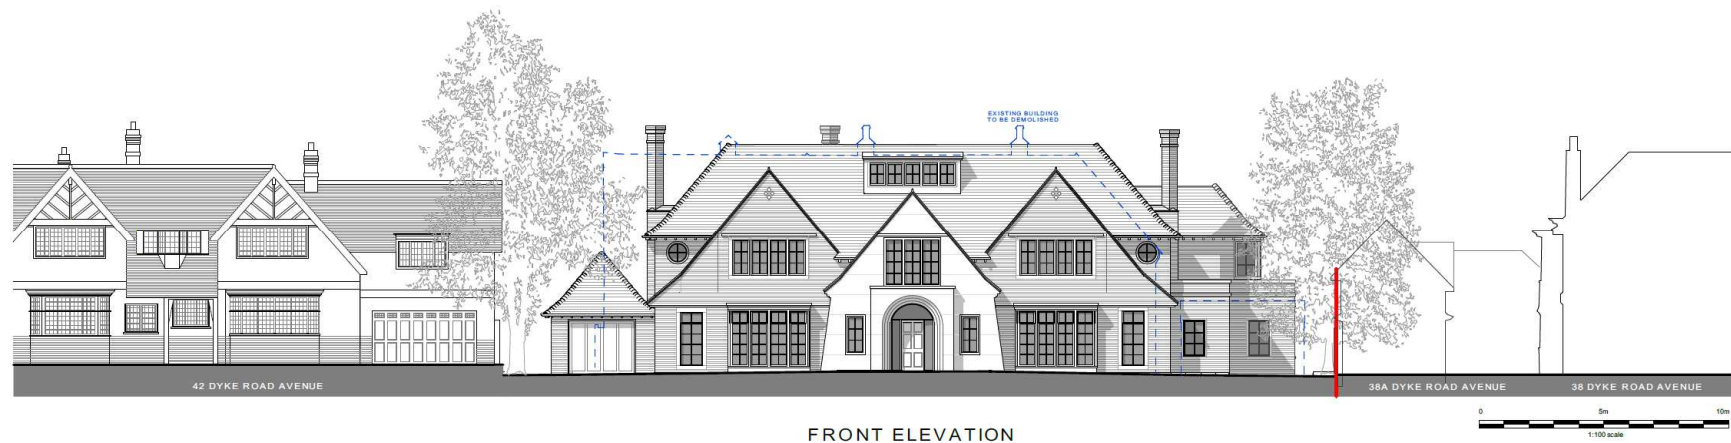 EXISTING BUILDING
TO BE DEMOLISHED
42 DYKE ROAD AVENUE
38A DYKE ROAD AVENUE
38 DYKE ROAD AVENUE
0 5m 10m
1:100 scale
FRONT ELEVATION